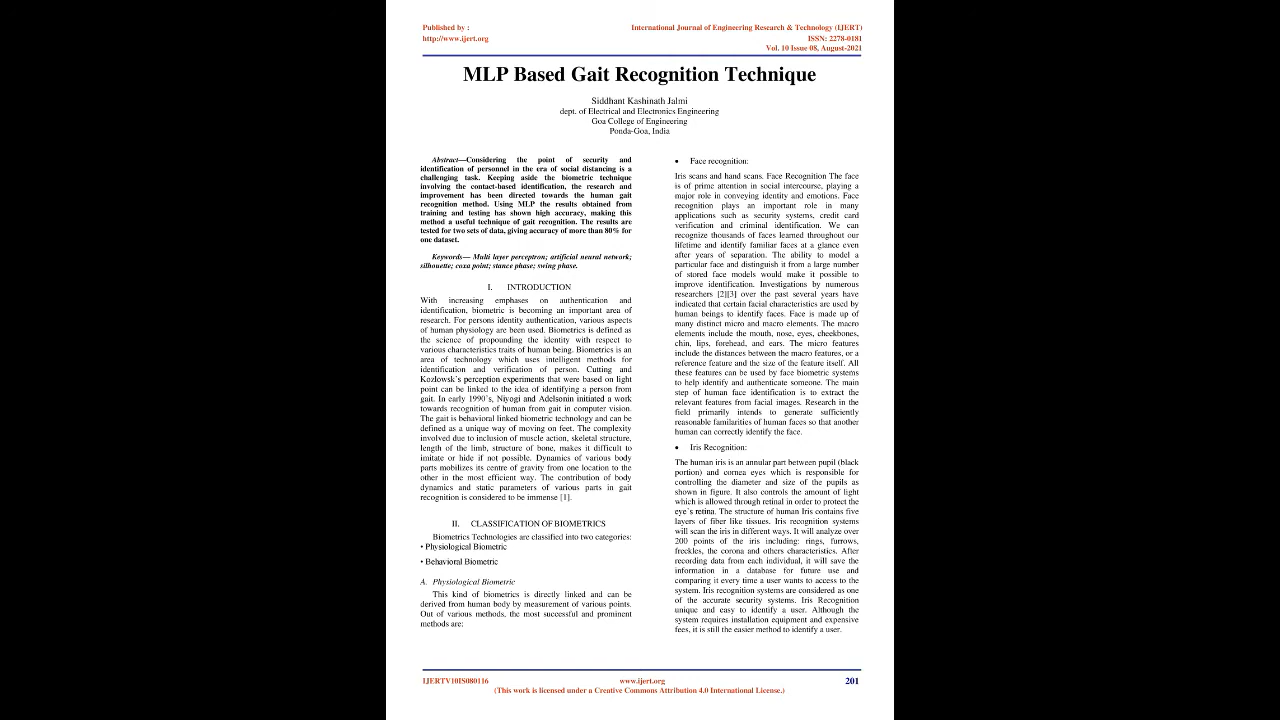 Published by :
http://www.ijert.org
International Journal of Engineering Research & Technology (IJERT)
ISSN: 2278-0181
Vol. 10 Issue 08, August-2021
MLP Based Gait Recognition Technique
Siddhant Kashinath Jalmi
dept. of Electrical and Electronics Engineering
Goa College of Engineering
Ponda-Goa, India
Abstract—Considering the point of security and
identification of personnel in the era of social distancing is a
challenging task. Keeping aside the biometric technique
involving the contact-based identification, the research and
improvement has been directed towards the human gait
recognition method. Using MLP the results obtained from
training and testing has shown high accuracy, making this
method a useful technique of gait recognition. The results are
tested for two sets of data, giving accuracy of more than 80% for
one dataset.
Keywords— Multi layer perceptron; artificial neural network;
silhouette; coxa point; stance phase; swing phase.
I. INTRODUCTION
With increasing emphases on authentication and
identification, biometric is becoming an important area of
research. For persons identity authentication, various aspects
of human physiology are been used. Biometrics is defined as
the science of propounding the identity with respect to
various characteristics traits of human being. Biometrics is an
area of technology which uses intelligent methods for
identification and verification of person. Cutting and
Kozlowsk's perception experiments that were based on light
point can be linked to the idea of identifying a person from
gait. In early 1990's, Niyogi and Adelsonin initiated a work
towards recognition of human from gait in computer vision.
The gait is behavioral linked biometric technology and can be
defined as a unique way of moving on feet. The complexity
involved due to inclusion of muscle action, skeletal structure,
length of the limb, structure of bone, makes it difficult to
imitate or hide if not possible. Dynamics of various body
parts mobilizes its centre of gravity from one location to the
other in the most efficient way. The contribution of body
dynamics and static parameters of various parts in gait
recognition is considered to be immense [1].
II. CLASSIFICATION OF BIOMETRICS
Biometrics Technologies are classified into two categories:
• Physiological Biometric
• Behavioral Biometric
A. Physiological Biometric
This kind of biometrics is directly linked and can be
derived from human body by measurement of various points.
Out of various methods, the most successful and prominent
methods are:
• Face recognition:
Iris scans and hand scans. Face Recognition The face
is of prime attention in social intercourse, playing a
major role in conveying identity and emotions. Face
recognition plays an important role in many
applications such as security systems, credit card
verification and criminal identification. We can
recognize thousands of faces learned throughout our
lifetime and identify familiar faces at a glance even
after years of separation. The ability to model a
particular face and distinguish it from a large number
of stored face models would make it possible to
improve identification. Investigations by numerous
researchers [2][3] over the past several years have
indicated that certain facial characteristics are used by
human beings to identify faces. Face is made up of
many distinct micro and macro elements. The macro
elements include the mouth, nose, eyes, cheekbones,
chin, lips, forehead, and ears. The micro features
include the distances between the macro features, or a
reference feature and the size of the feature itself. All
these features can be used by face biometric systems
to help identify and authenticate someone. The main
step of human face identification is to extract the
relevant features from facial images. Research in the
field primarily intends to generate sufficiently
reasonable familiarities of human faces so that another
human can correctly identify the face.
• Iris Recognition:
The human iris is an annular part between pupil (black
portion) and cornea eyes which is responsible for
controlling the diameter and size of the pupils as
shown in figure. It also controls the amount of light
which is allowed through retinal in order to protect the
eye's retina. The structure of human Iris contains five
layers of fiber like tissues. Iris recognition systems
will scan the iris in different ways. It will analyze over
200 points of the iris including: rings, furrows,
freckles, the corona and others characteristics. After
recording data from each individual, it will save the
information in a database for future use and
comparing it every time a user wants to access to the
system. Iris recognition systems are considered as one
of the accurate security systems. Iris Recognition
unique and easy to identify a user. Although the
system requires installation equipment and expensive
fees, it is still the easier method to identify a user.
IJERTV10IS080116
www.ijert.org
201
(This work is licensed under a Creative Commons Attribution 4.0 International License.)